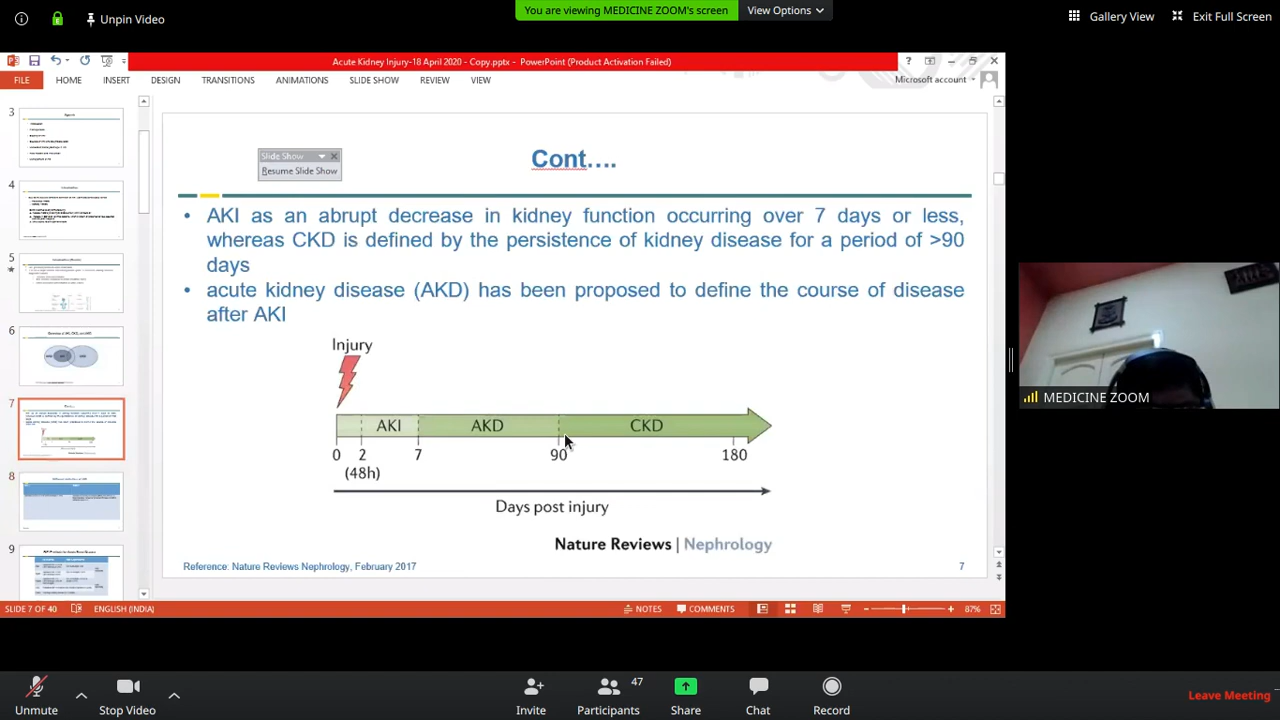 Unpin Video
You are viewing MEDICINE ZOOM's screen
View Options
Gallery View
Exit Full Screen
Acute Kidney Injury-18 April 2020 - Copy.pptx - PowerPoint (Product Activation Failed)
FILE HOME INSERT DESIGN TRANSITIONS ANIMATIONS SLIDE SHOW REVIEW VIEW
Microsoft account
3
4
5
6
7
8
9
Slide Show
Resume Slide Show
Cont….
• AKI as an abrupt decrease in kidney function occurring over 7 days or less,
whereas CKD is defined by the persistence of kidney disease for a period of >90
days
• acute kidney disease (AKD) has been proposed to define the course of disease
after AKI
Injury
AKI AKD CKD
0 2 7 90 180
(48h)
Days post injury
Nature Reviews | Nephrology
Reference: Nature Reviews Nephrology, February 2017
7
MEDICINE ZOOM
SLIDE 7 OF 40 ENGLISH (INDIA) NOTES COMMENTS 87%
Unmute
Stop Video
Invite
47
Participants
Share
Chat
Record
Leave Meeting